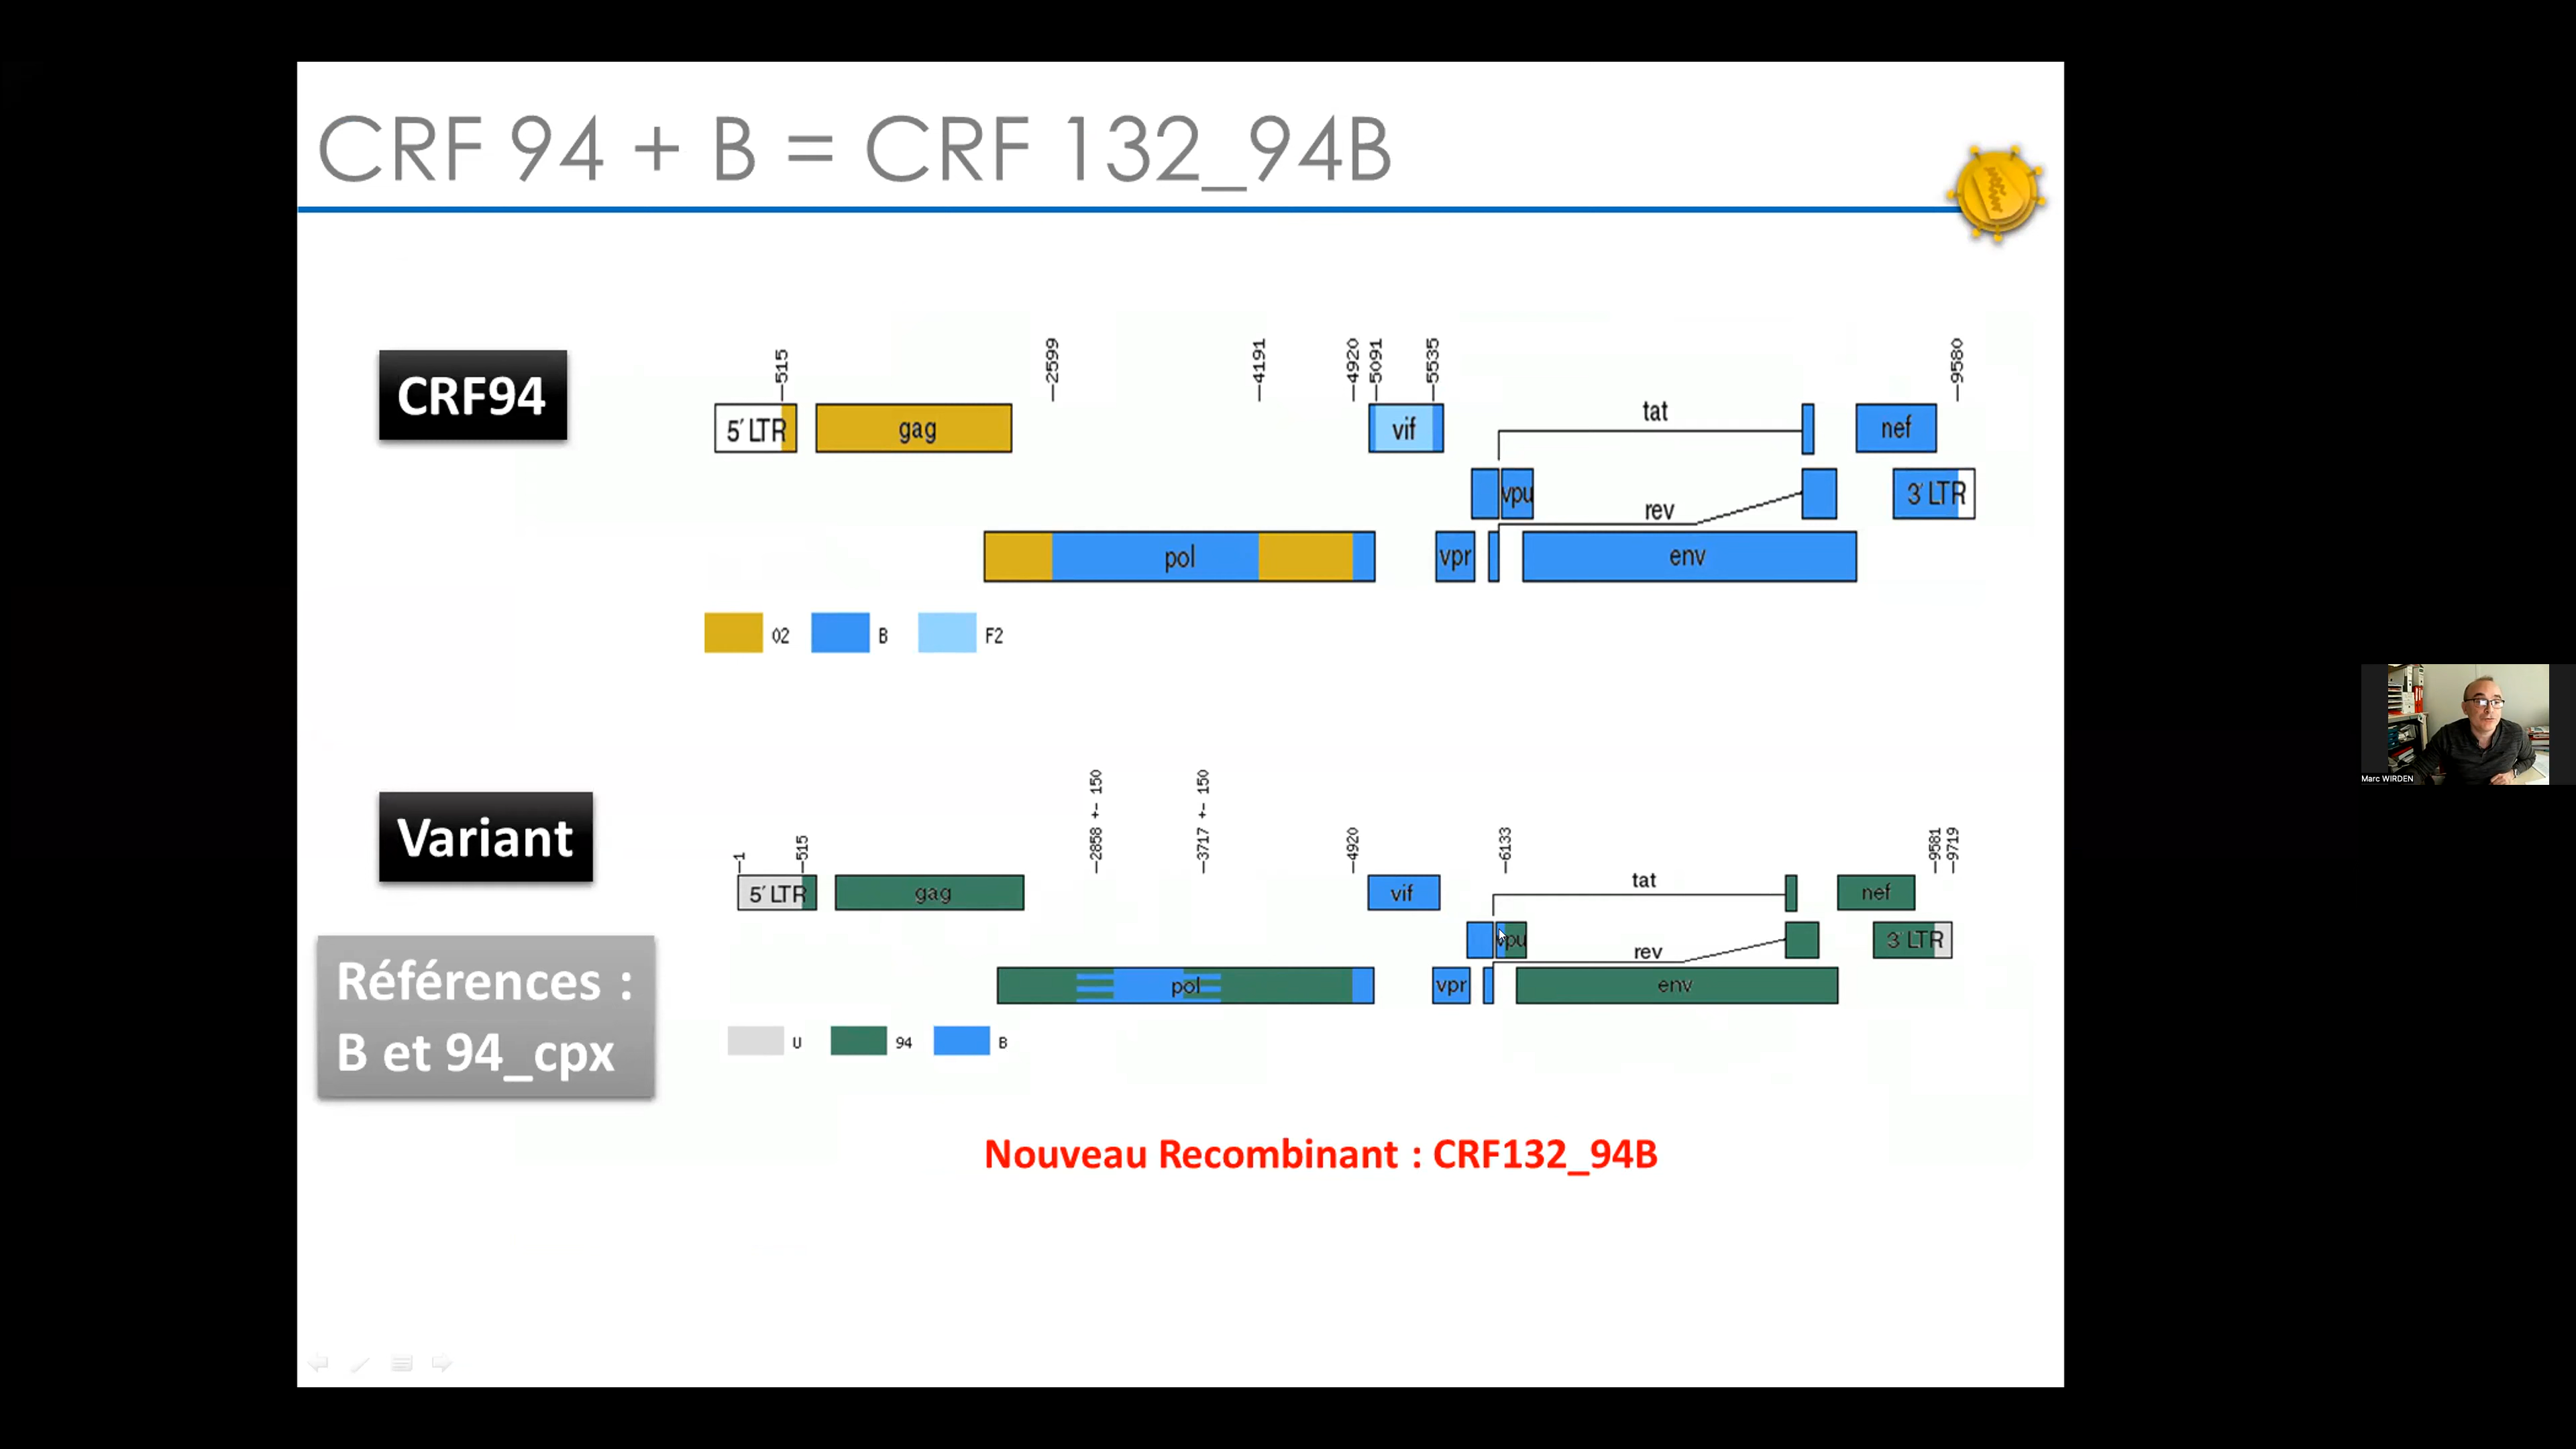 CRF 94 + B = CRF 132_94B
CRF94
515
2599
4191
4920
5091
5535
9580
5' LTR
gag
vif
tat
nef
vpu
rev
3' LTR
pol
vpr
env
02
B
F2
Variant
1
515
2858 +- 150
3717 +- 150
4920
6133
9581
9719
5' LTR
gag
vif
tat
nef
vpu
rev
3' LTR
pol
vpr
env
U
94
B
Références :
B et 94_cpx
Nouveau Recombinant : CRF132_94B
Marc WIRDEN